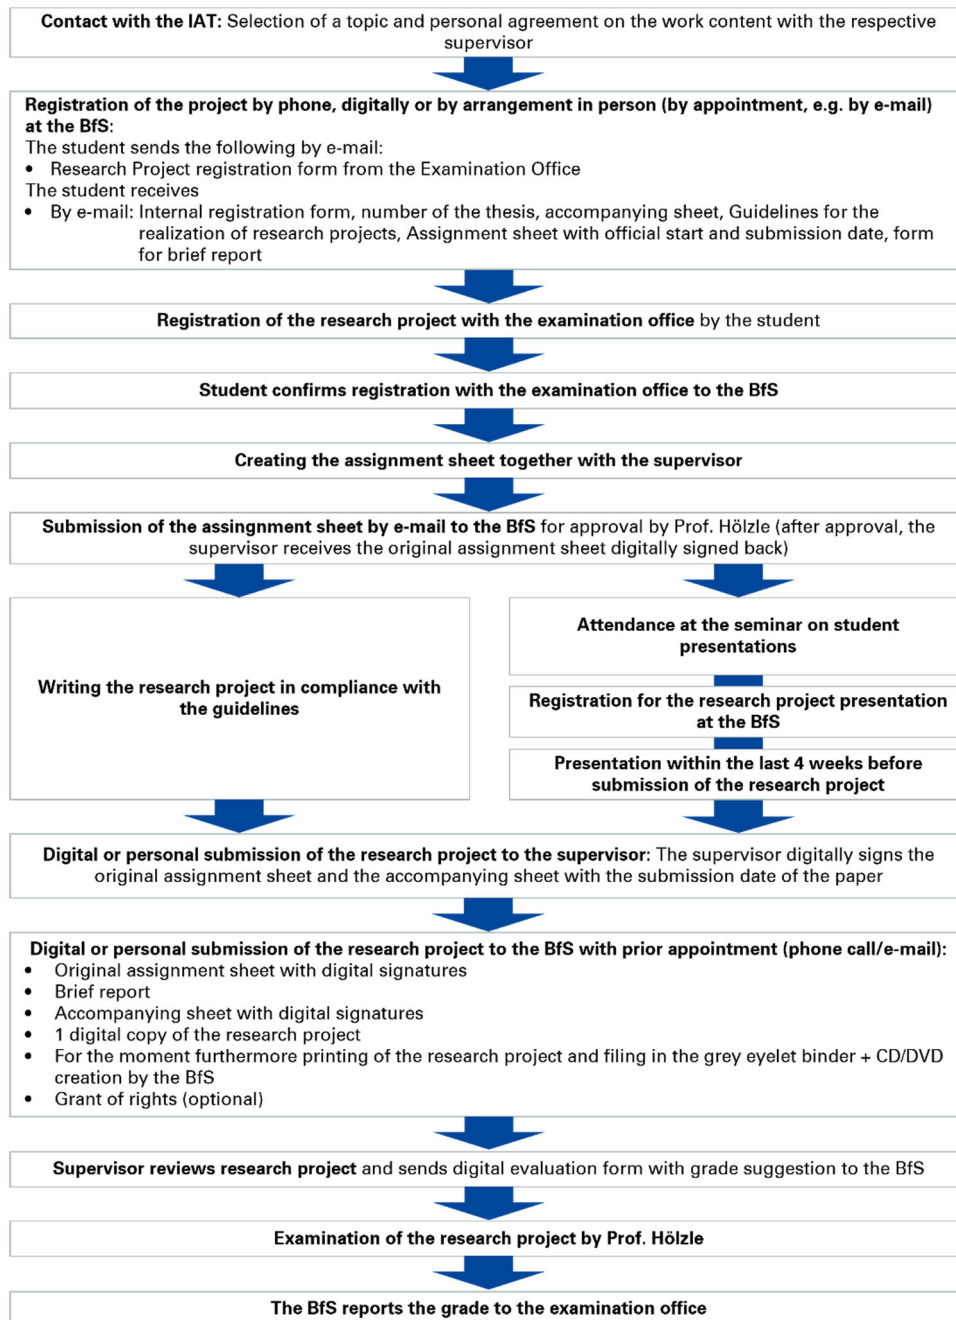 Contact with the IAT: Selection of a topic and personal agreement on the work content with the respective
supervisor
Registration of the project by phone, digitally or by arrangement in person (by appointment, e.g. by e-mail)
at the BfS:
The student sends the following by e-mail:
• Research Project registration form from the Examination Office
The student receives
• By e-mail: Internal registration form, number of the thesis, accompanying sheet, Guidelines for the
realization of research projects, Assignment sheet with official start and submission date, form
for brief report
Registration of the research project with the examination office by the student
Student confirms registration with the examination office to the BfS
Creating the assignment sheet together with the supervisor
Submission of the assingnment sheet by e-mail to the BfS for approval by Prof. Hölzle (after approval, the
supervisor receives the original assignment sheet digitally signed back)
Writing the research project in compliance with
the guidelines
Attendance at the seminar on student
presentations
Registration for the research project presentation
at the BfS
Presentation within the last 4 weeks before
submission of the research project
Digital or personal submission of the research project to the supervisor: The supervisor digitally signs the
original assignment sheet and the accompanying sheet with the submission date of the paper
Digital or personal submission of the research project to the BfS with prior appointment (phone call/e-mail):
• Original assignment sheet with digital signatures
• Brief report
• Accompanying sheet with digital signatures
• 1 digital copy of the research project
• For the moment furthermore printing of the research project and filing in the grey eyelet binder + CD/DVD
creation by the BfS
• Grant of rights (optional)
Supervisor reviews research project and sends digital evaluation form with grade suggestion to the BfS
Examination of the research project by Prof. Hölzle
The BfS reports the grade to the examination office